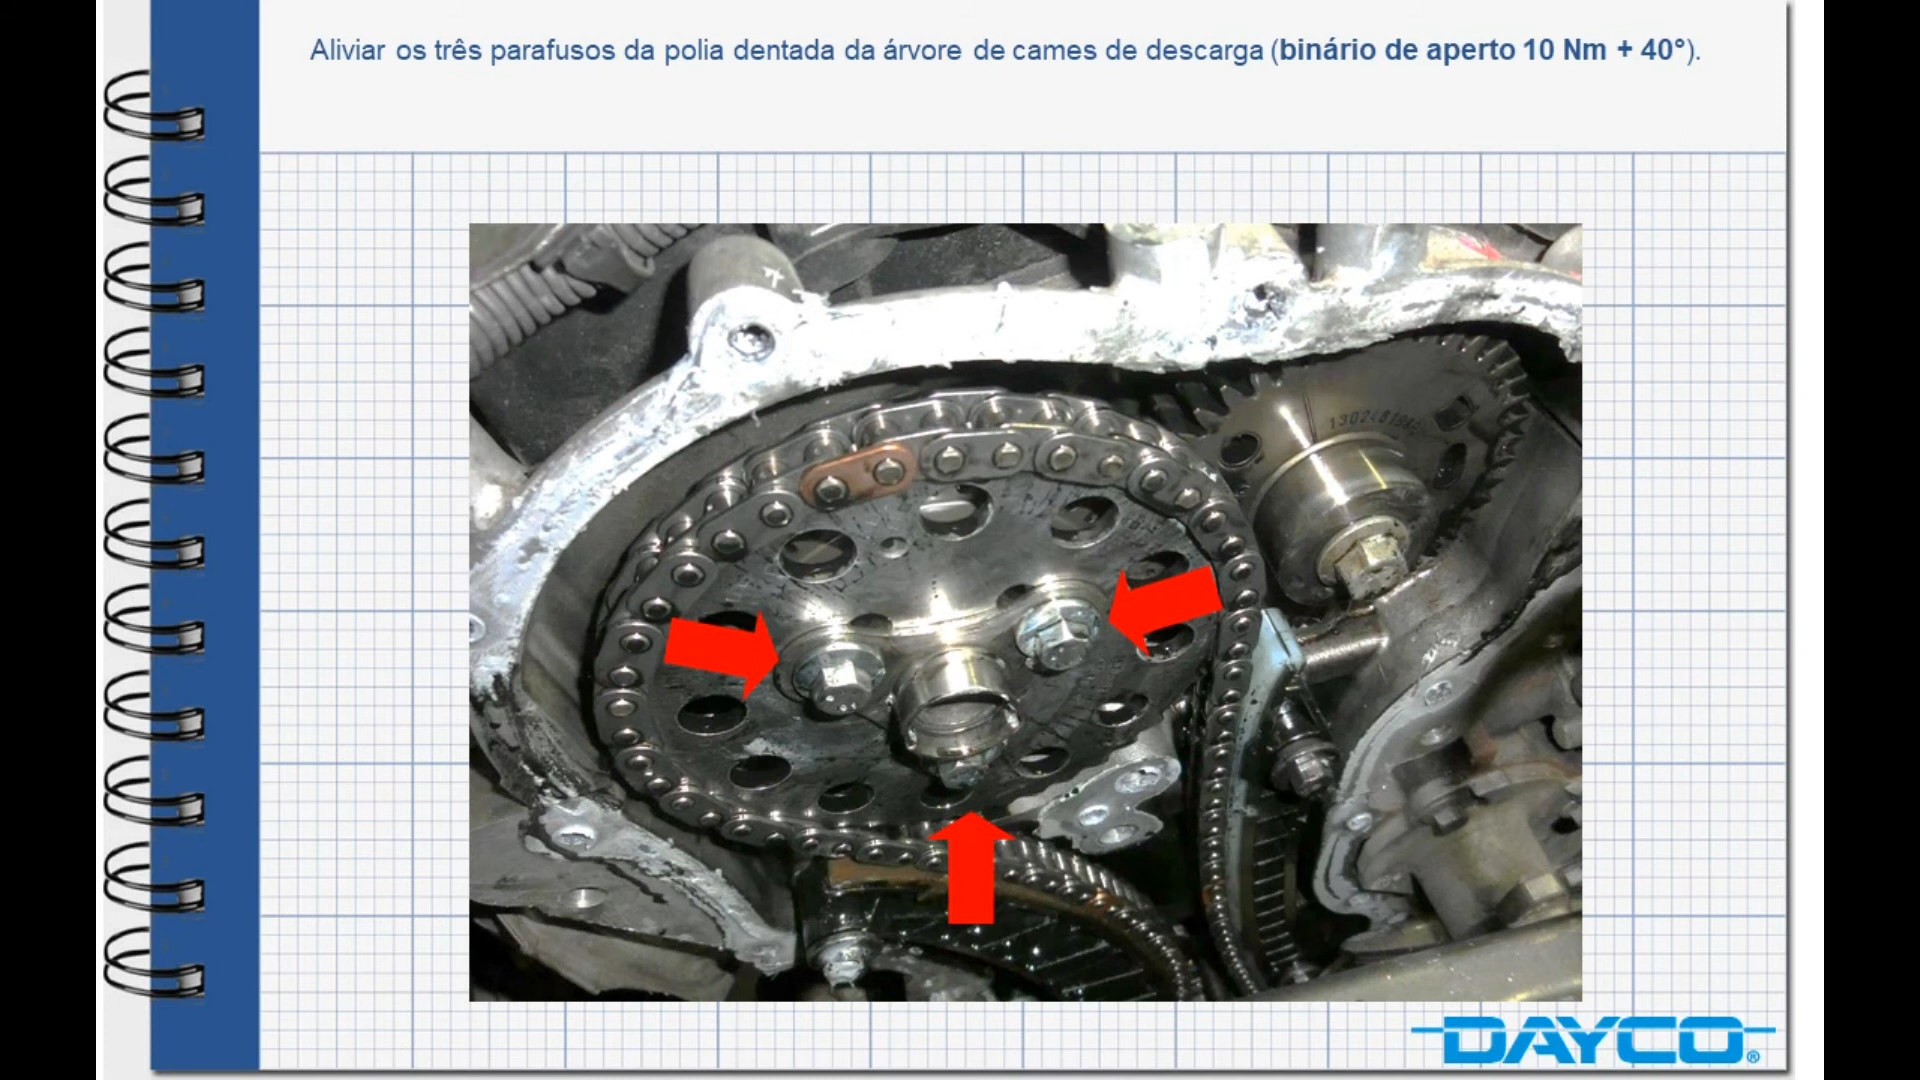 Aliviar os três parafusos da polia dentada da árvore de cames de descarga (binário de aperto 10 Nm + 40°).
DAYCO®